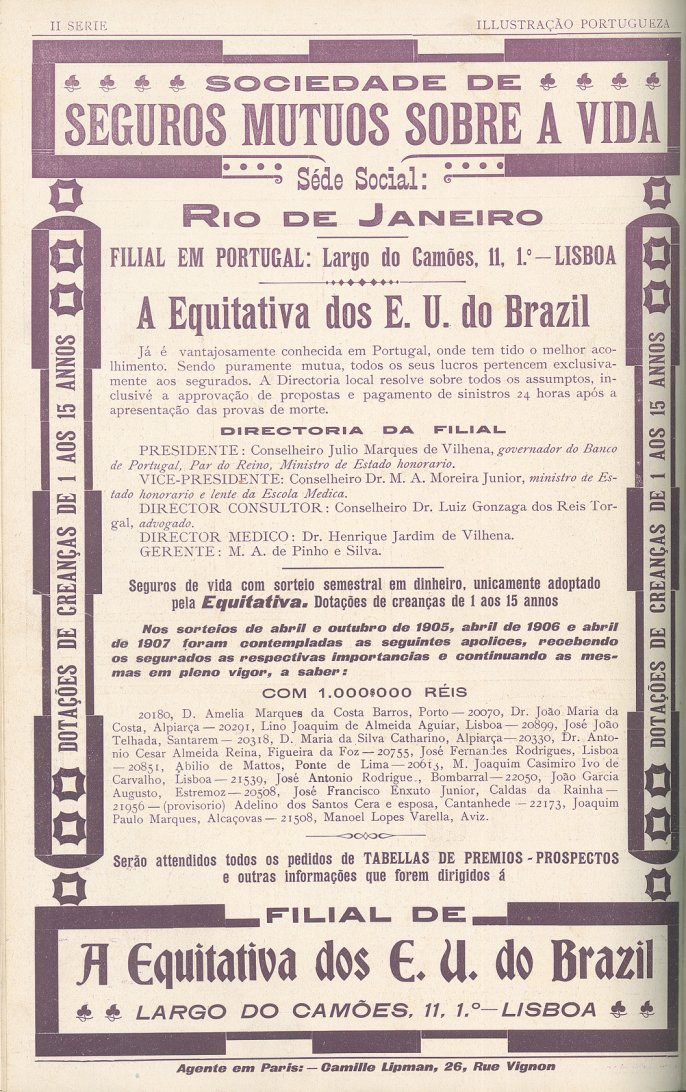 II SERIE
ILLUSTRAÇÃO PORTUGUEZA
SOCIEDADE DE
SEGUROS MUTUOS SOBRE A VIDA
Séde Social:
RIO DE JANEIRO
FILIAL EM PORTUGAL: Largo do Camões, 11, 1.º—LISBOA
A Equitativa dos E. U. do Brazil
Já é vantajosamente conhecida em Portugal, onde tem tido o melhor aco-
lhimento. Sendo puramente mutua, todos os seus lucros pertencem exclusiva-
mente aos segurados. A Directoria local resolve sobre todos os assumptos, in-
clusivé a approvação de propostas e pagamento de sinistros 24 horas após a
apresentação das provas de morte.
DIRECTORIA DA FILIAL
PRESIDENTE: Conselheiro Julio Marques de Vilhena, governador do Banco
de Portugal, Par do Reino, Ministro de Estado honorario.
VICE-PRESIDENTE: Conselheiro Dr. M. A. Moreira Junior, ministro de Es-
tado honorario e lente da Escola Medica.
DIRECTOR CONSULTOR: Conselheiro Dr. Luiz Gonzaga dos Reis Tor-
gal, advogado.
DIRECTOR MEDICO: Dr. Henrique Jardim de Vilhena.
GERENTE: M. A. de Pinho e Silva.
Seguros de vida com sorteio semestral em dinheiro, unicamente adoptado
pela Equitativa. Dotações de creanças de 1 aos 15 annos
Nos sorteios de abril e outubro de 1905, abril de 1906 e abril
de 1907 foram contempladas as seguintes apolices, recebendo
os segurados as respectivas importancias e continuando as mes-
mas em pleno vigor, a saber:
COM 1.000$000 RÉIS
20180, D. Amelia Marques da Costa Barros, Porto — 20070, Dr. João Maria da
Costa, Alpiarça — 20291, Lino Joaquim de Almeida Aguiar, Lisboa — 20899, José João
Telhada, Santarem — 20318, D. Maria da Silva Catharino, Alpiarça — 20330, Dr. Anto-
nio Cesar Almeida Reina, Figueira da Foz — 20755, José Fernandes Rodrigues, Lisboa
— 20851, Abilio de Mattos, Ponte de Lima — 20613, M. Joaquim Casimiro Ivo de
Carvalho, Lisboa — 21539, José Antonio Rodrigue., Bombarral — 22050, João Garcia
Augusto, Estremoz — 20508, José Francisco Enxuto Junior, Caldas da Rainha —
21956 — (provisorio) Adelino dos Santos Cera e esposa, Cantanhede — 22173, Joaquim
Paulo Marques, Alcaçovas — 21508, Manoel Lopes Varella, Aviz.
Serão attendidos todos os pedidos de TABELLAS DE PREMIOS - PROSPECTOS
e outras informações que forem dirigidos á
DOTAÇÕES DE CREANÇAS DE 1 AOS 15 ANNOS
DOTAÇÕES DE CREANÇAS DE 1 AOS 15 ANNOS
FILIAL DE
A Equitativa dos E. U. do Brazil
LARGO DO CAMÕES, 11, 1.º—LISBOA
Agente em Paris: — Camille Lipman, 26, Rue Vignon